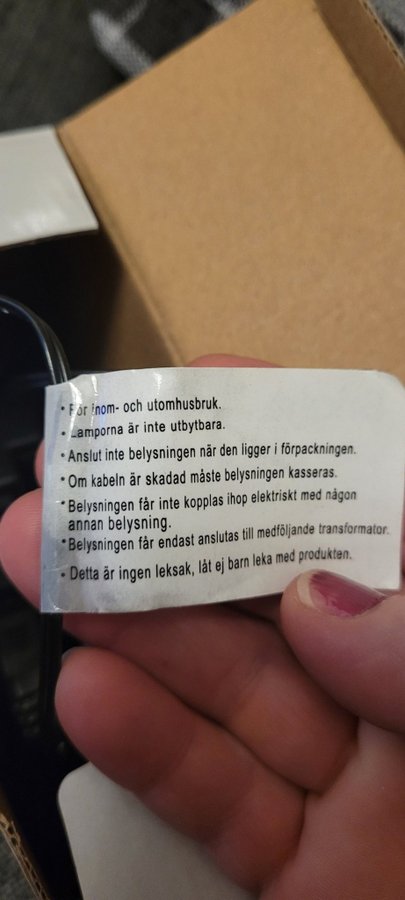 • För inom- och utomhusbruk.
• Lamporna är inte utbytbara.
• Anslut inte belysningen när den ligger i förpackningen.
• Om kabeln är skadad måste belysningen kasseras.
• Belysningen får inte kopplas ihop elektriskt med någon
annan belysning.
• Belysningen får endast anslutas till medföljande transformator.
• Detta är ingen leksak, låt ej barn leka med produkten.